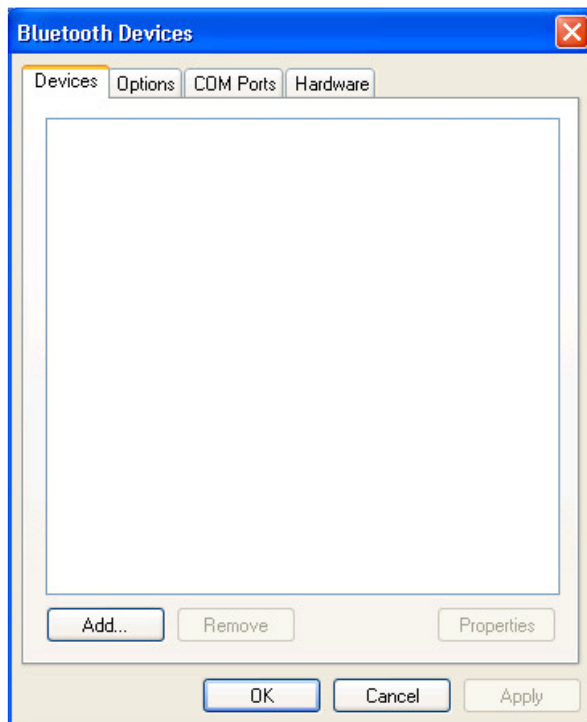 Bluetooth Devices
Devices Options COM Ports Hardware
Add... Remove Properties
OK Cancel Apply